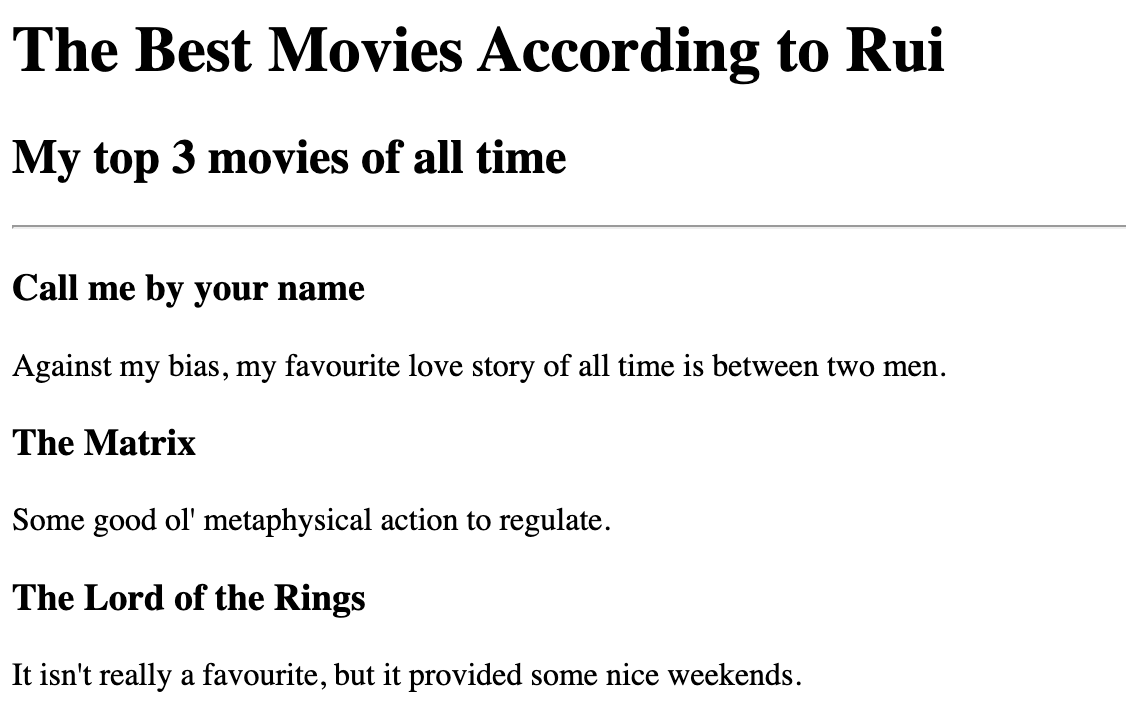 The Best Movies According to Rui
My top 3 movies of all time
Call me by your name
Against my bias, my favourite love story of all time is between two men.
The Matrix
Some good ol' metaphysical action to regulate.
The Lord of the Rings
It isn't really a favourite, but it provided some nice weekends.